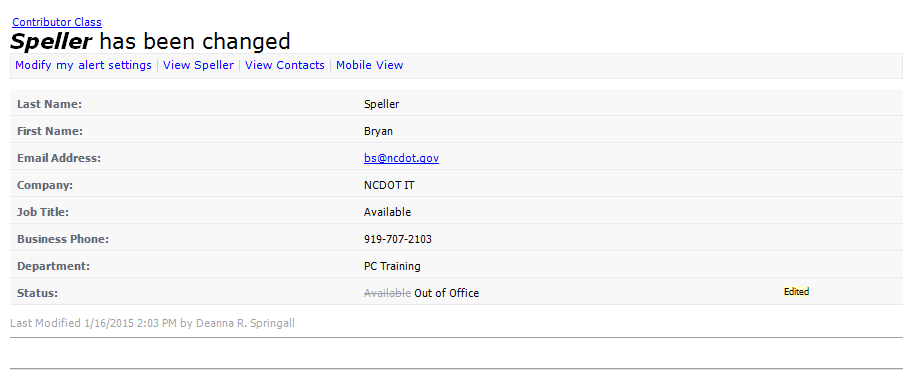 Contributor Class
Speller has been changed
Modify my alert settings | View Speller | View Contacts | Mobile View
Last Name: Speller
First Name: Bryan
Email Address: bs@ncdot.gov
Company: NCDOT IT
Job Title: Available
Business Phone: 919-707-2103
Department: PC Training
Status: Available Out of Office Edited
Last Modified 1/16/2015 2:03 PM by Deanna R. Springall